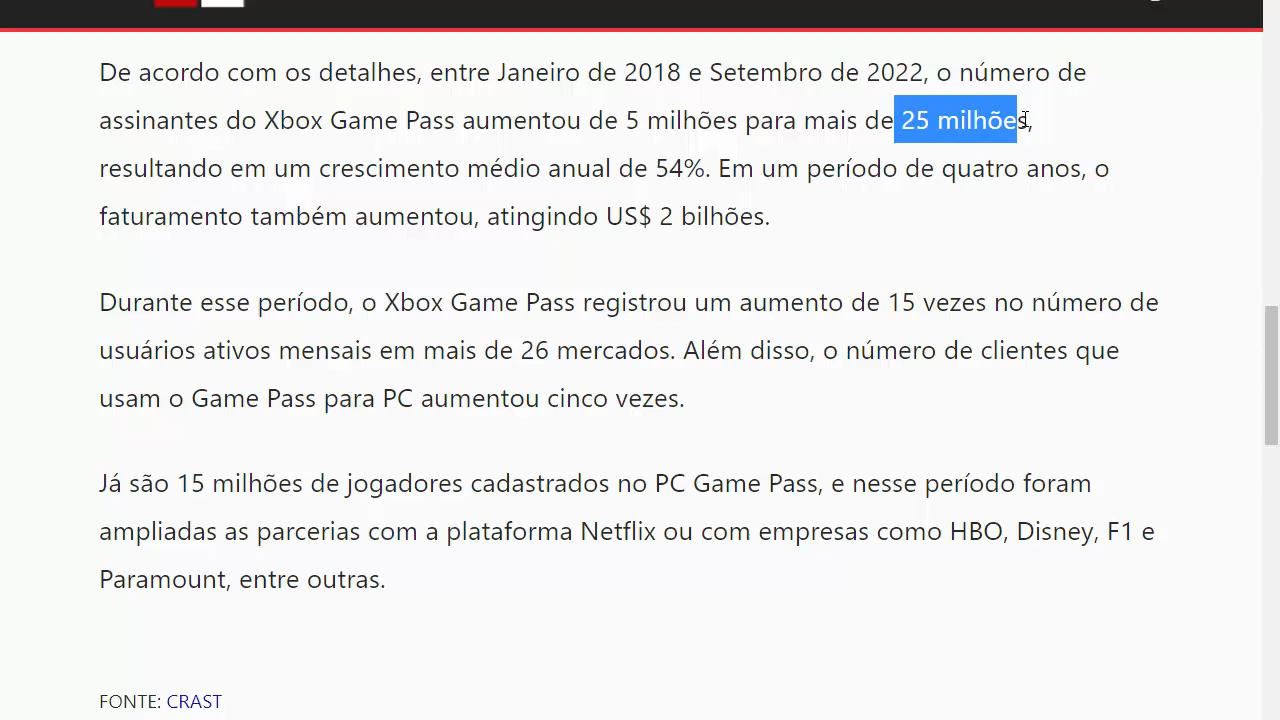 De acordo com os detalhes, entre Janeiro de 2018 e Setembro de 2022, o número de
assinantes do Xbox Game Pass aumentou de 5 milhões para mais de 25 milhões,
resultando em um crescimento médio anual de 54%. Em um período de quatro anos, o
faturamento também aumentou, atingindo US$ 2 bilhões.
Durante esse período, o Xbox Game Pass registrou um aumento de 15 vezes no número de
usuários ativos mensais em mais de 26 mercados. Além disso, o número de clientes que
usam o Game Pass para PC aumentou cinco vezes.
Já são 15 milhões de jogadores cadastrados no PC Game Pass, e nesse período foram
ampliadas as parcerias com a plataforma Netflix ou com empresas como HBO, Disney, F1 e
Paramount, entre outras.
FONTE: CRAST